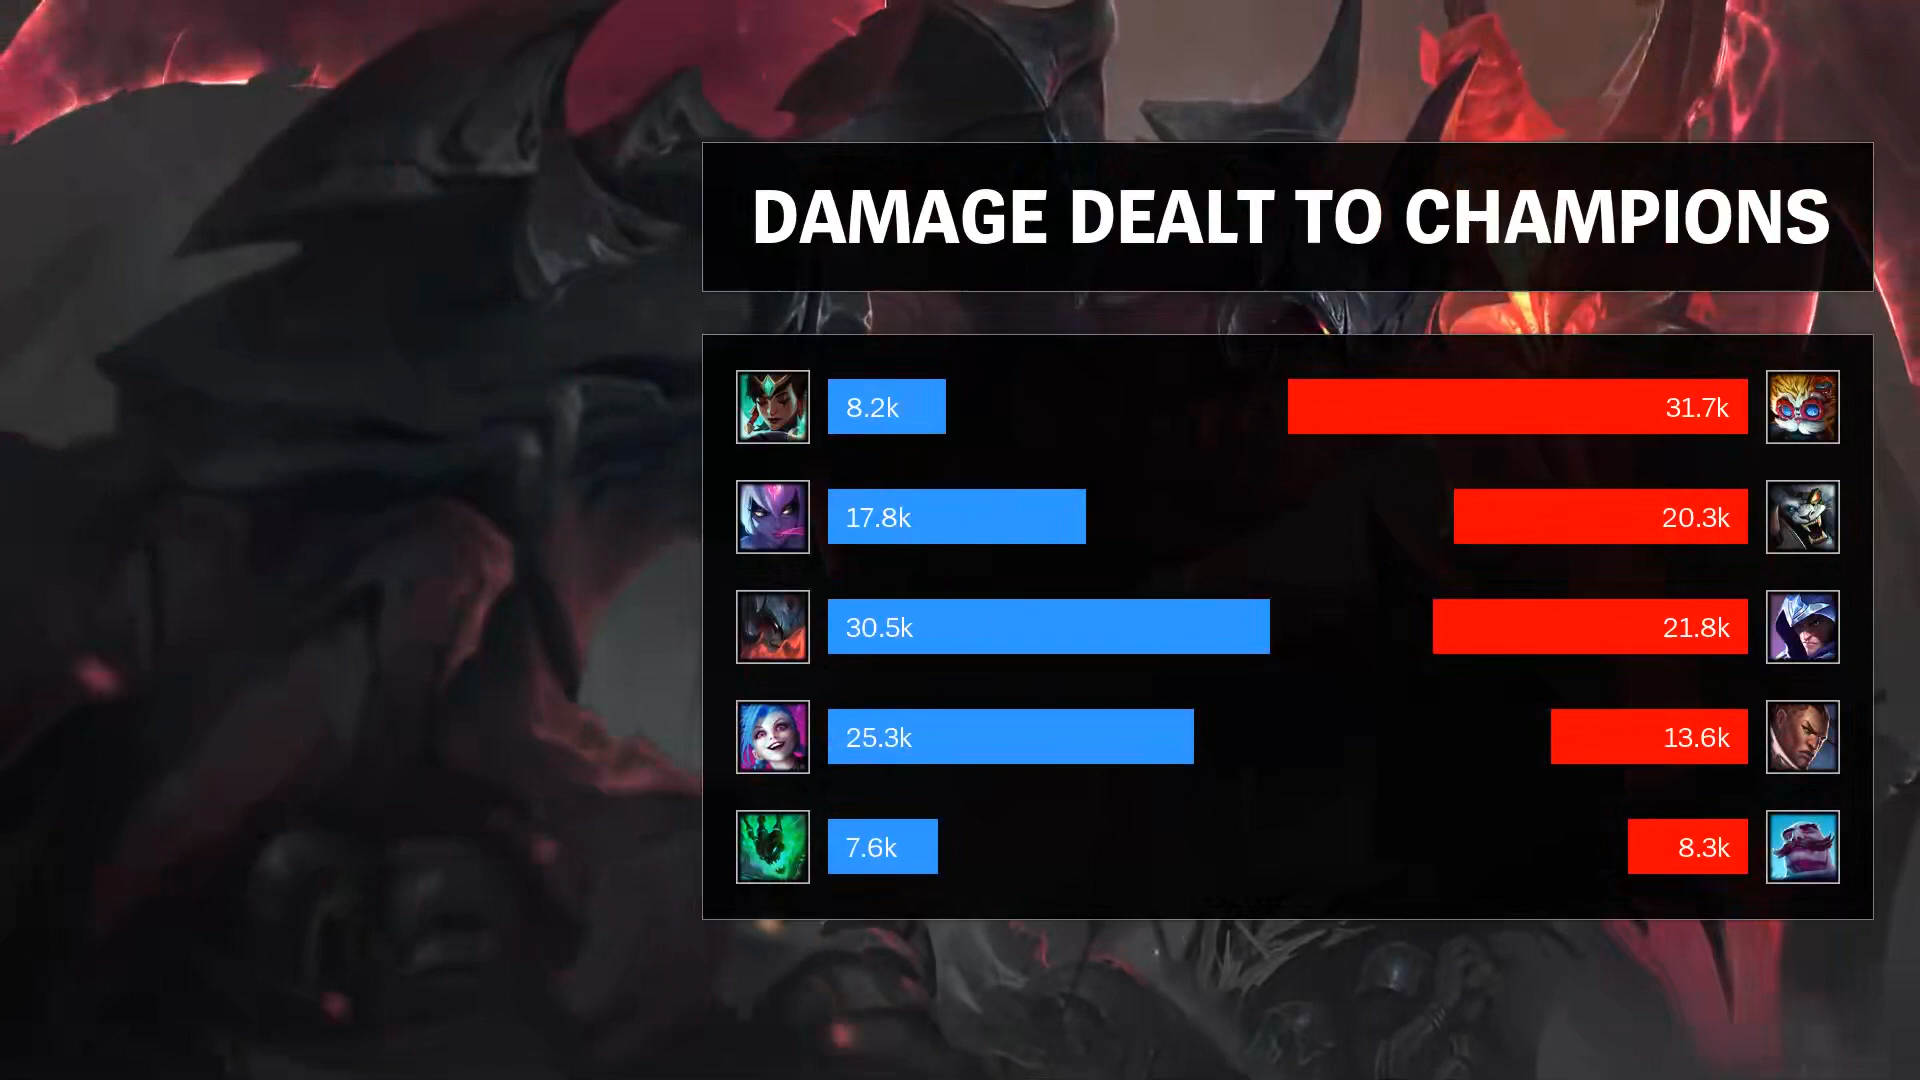 DAMAGE DEALT TO CHAMPIONS
8.2k 31.7k
17.8k 20.3k
30.5k 21.8k
25.3k 13.6k
7.6k 8.3k